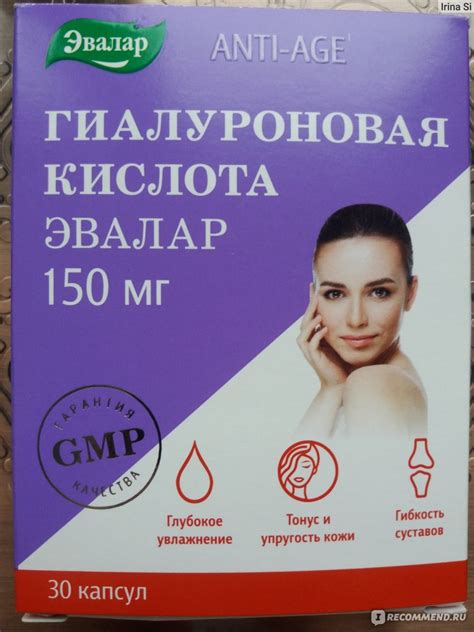 Irina Si
Эвалар
ANTI-AGE¹
ГИАЛУРОНОВАЯ
КИСЛОТА
ЭВАЛАР
150 мг
ГАРАНТИЯ
GMP
КАЧЕСТВА
Глубокое
увлажнение
Тонус и
упругость кожи
Гибкость
суставов
30 капсул
RECOMMEND.RU